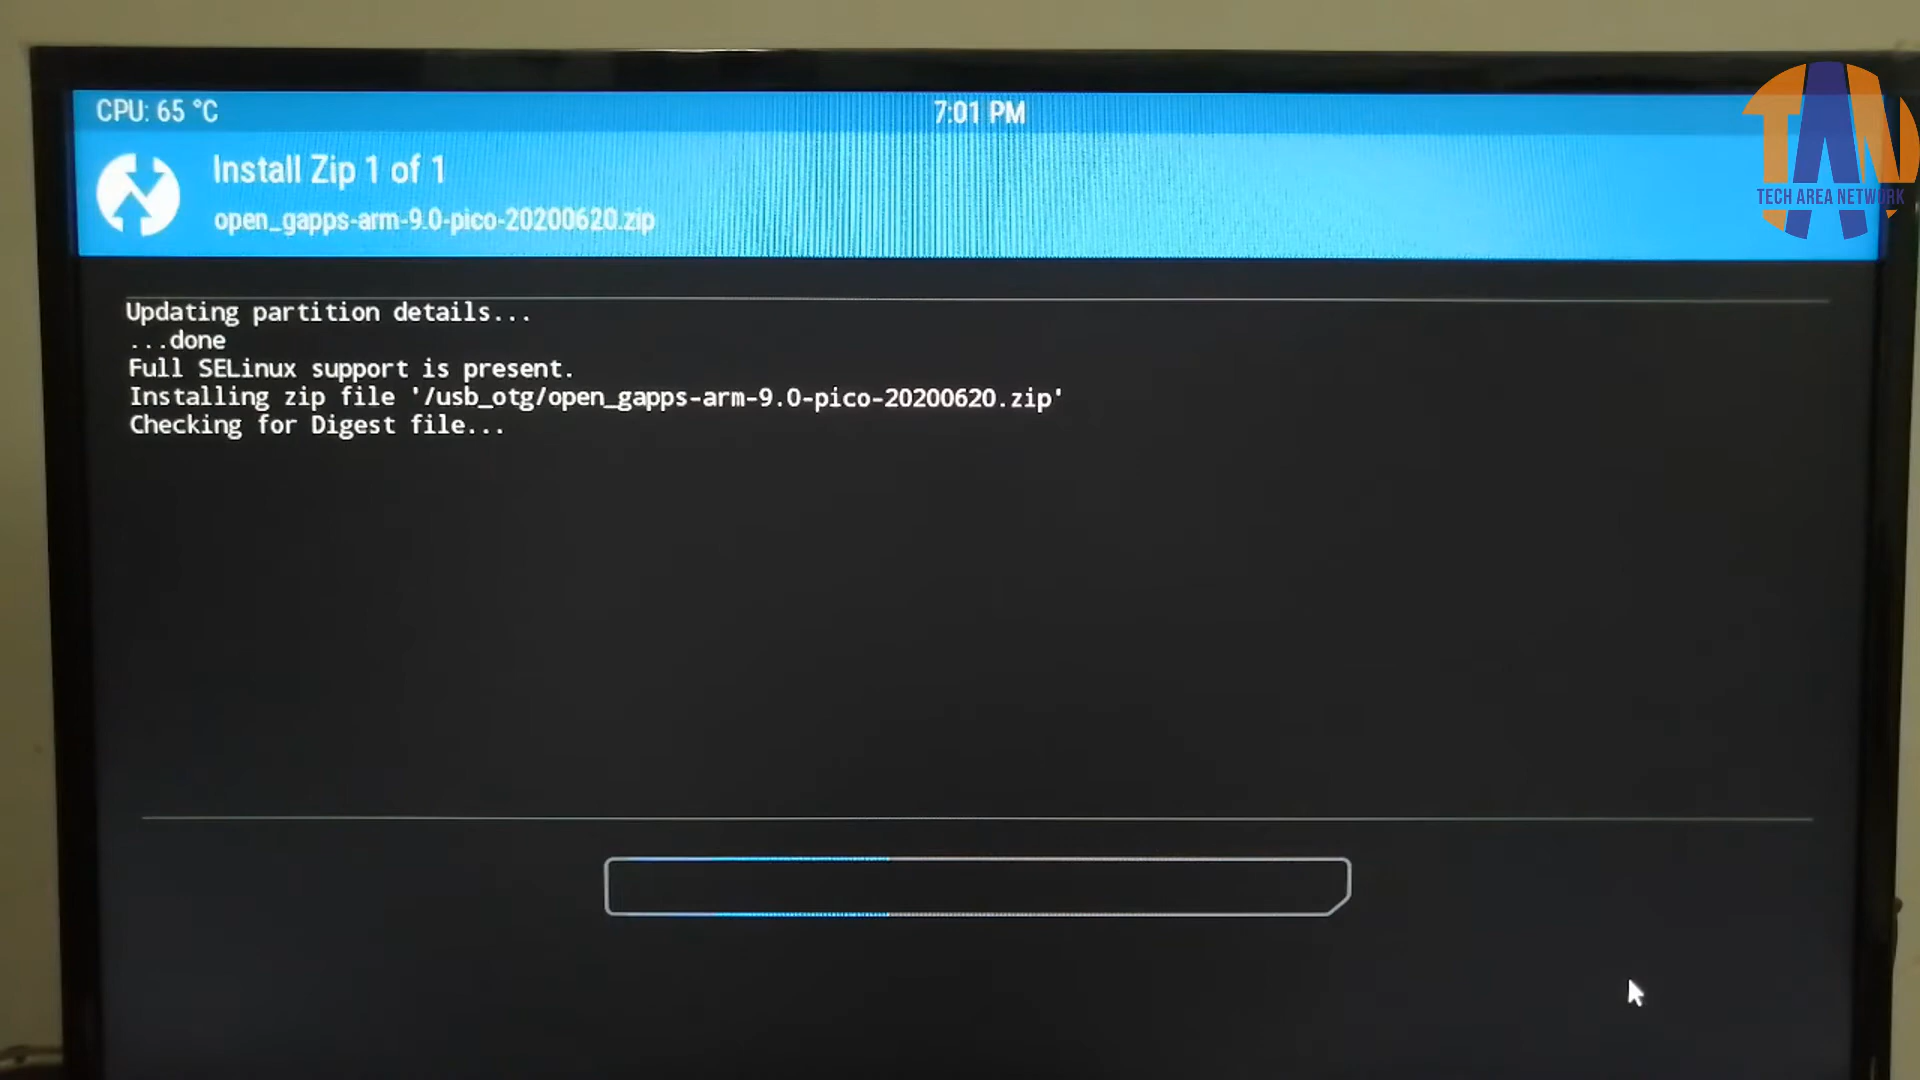 CPU: 65 °C
7:01 PM
Install Zip 1 of 1
open_gapps-arm-9.0-pico-20200620.zip
TAN
TECH AREA NETWORK
Updating partition details...
...done
Full SELinux support is present.
Installing zip file '/usb_otg/open_gapps-arm-9.0-pico-20200620.zip'
Checking for Digest file...